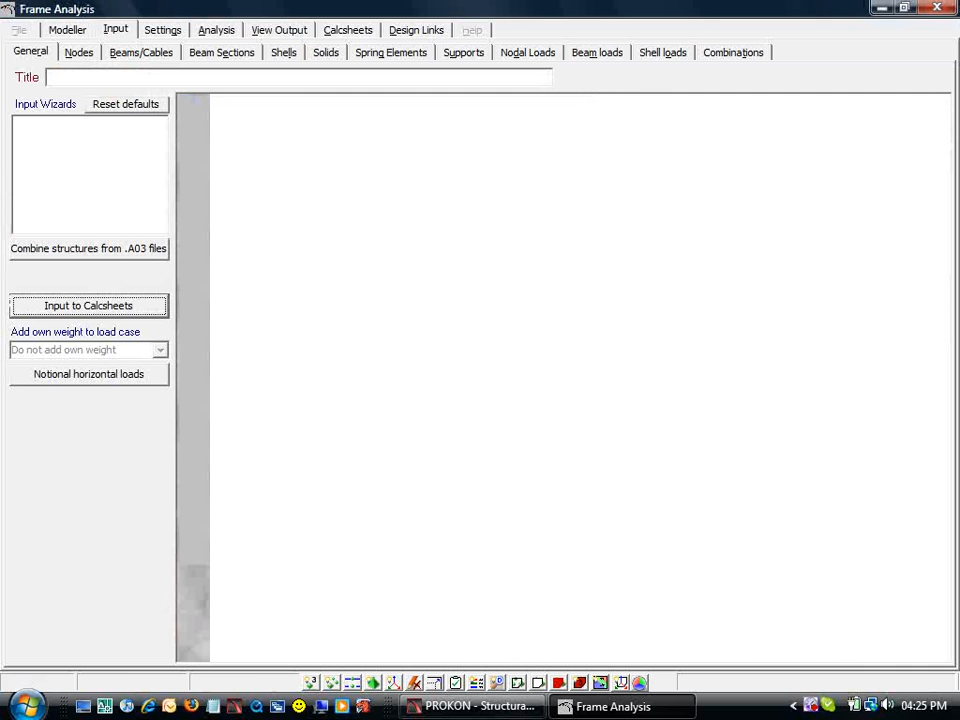 Frame Analysis
File Modeller Input Settings Analysis View Output Calcsheets Design Links Help
General Nodes Beams/Cables Beam Sections Shells Solids Spring Elements Supports Nodal Loads Beam loads Shell loads Combinations
Title
Input Wizards Reset defaults
Combine structures from .A03 files
Input to Calcsheets
Add own weight to load case
Do not add own weight
Notional horizontal loads
PROKON - Structura... Frame Analysis 04:25 PM